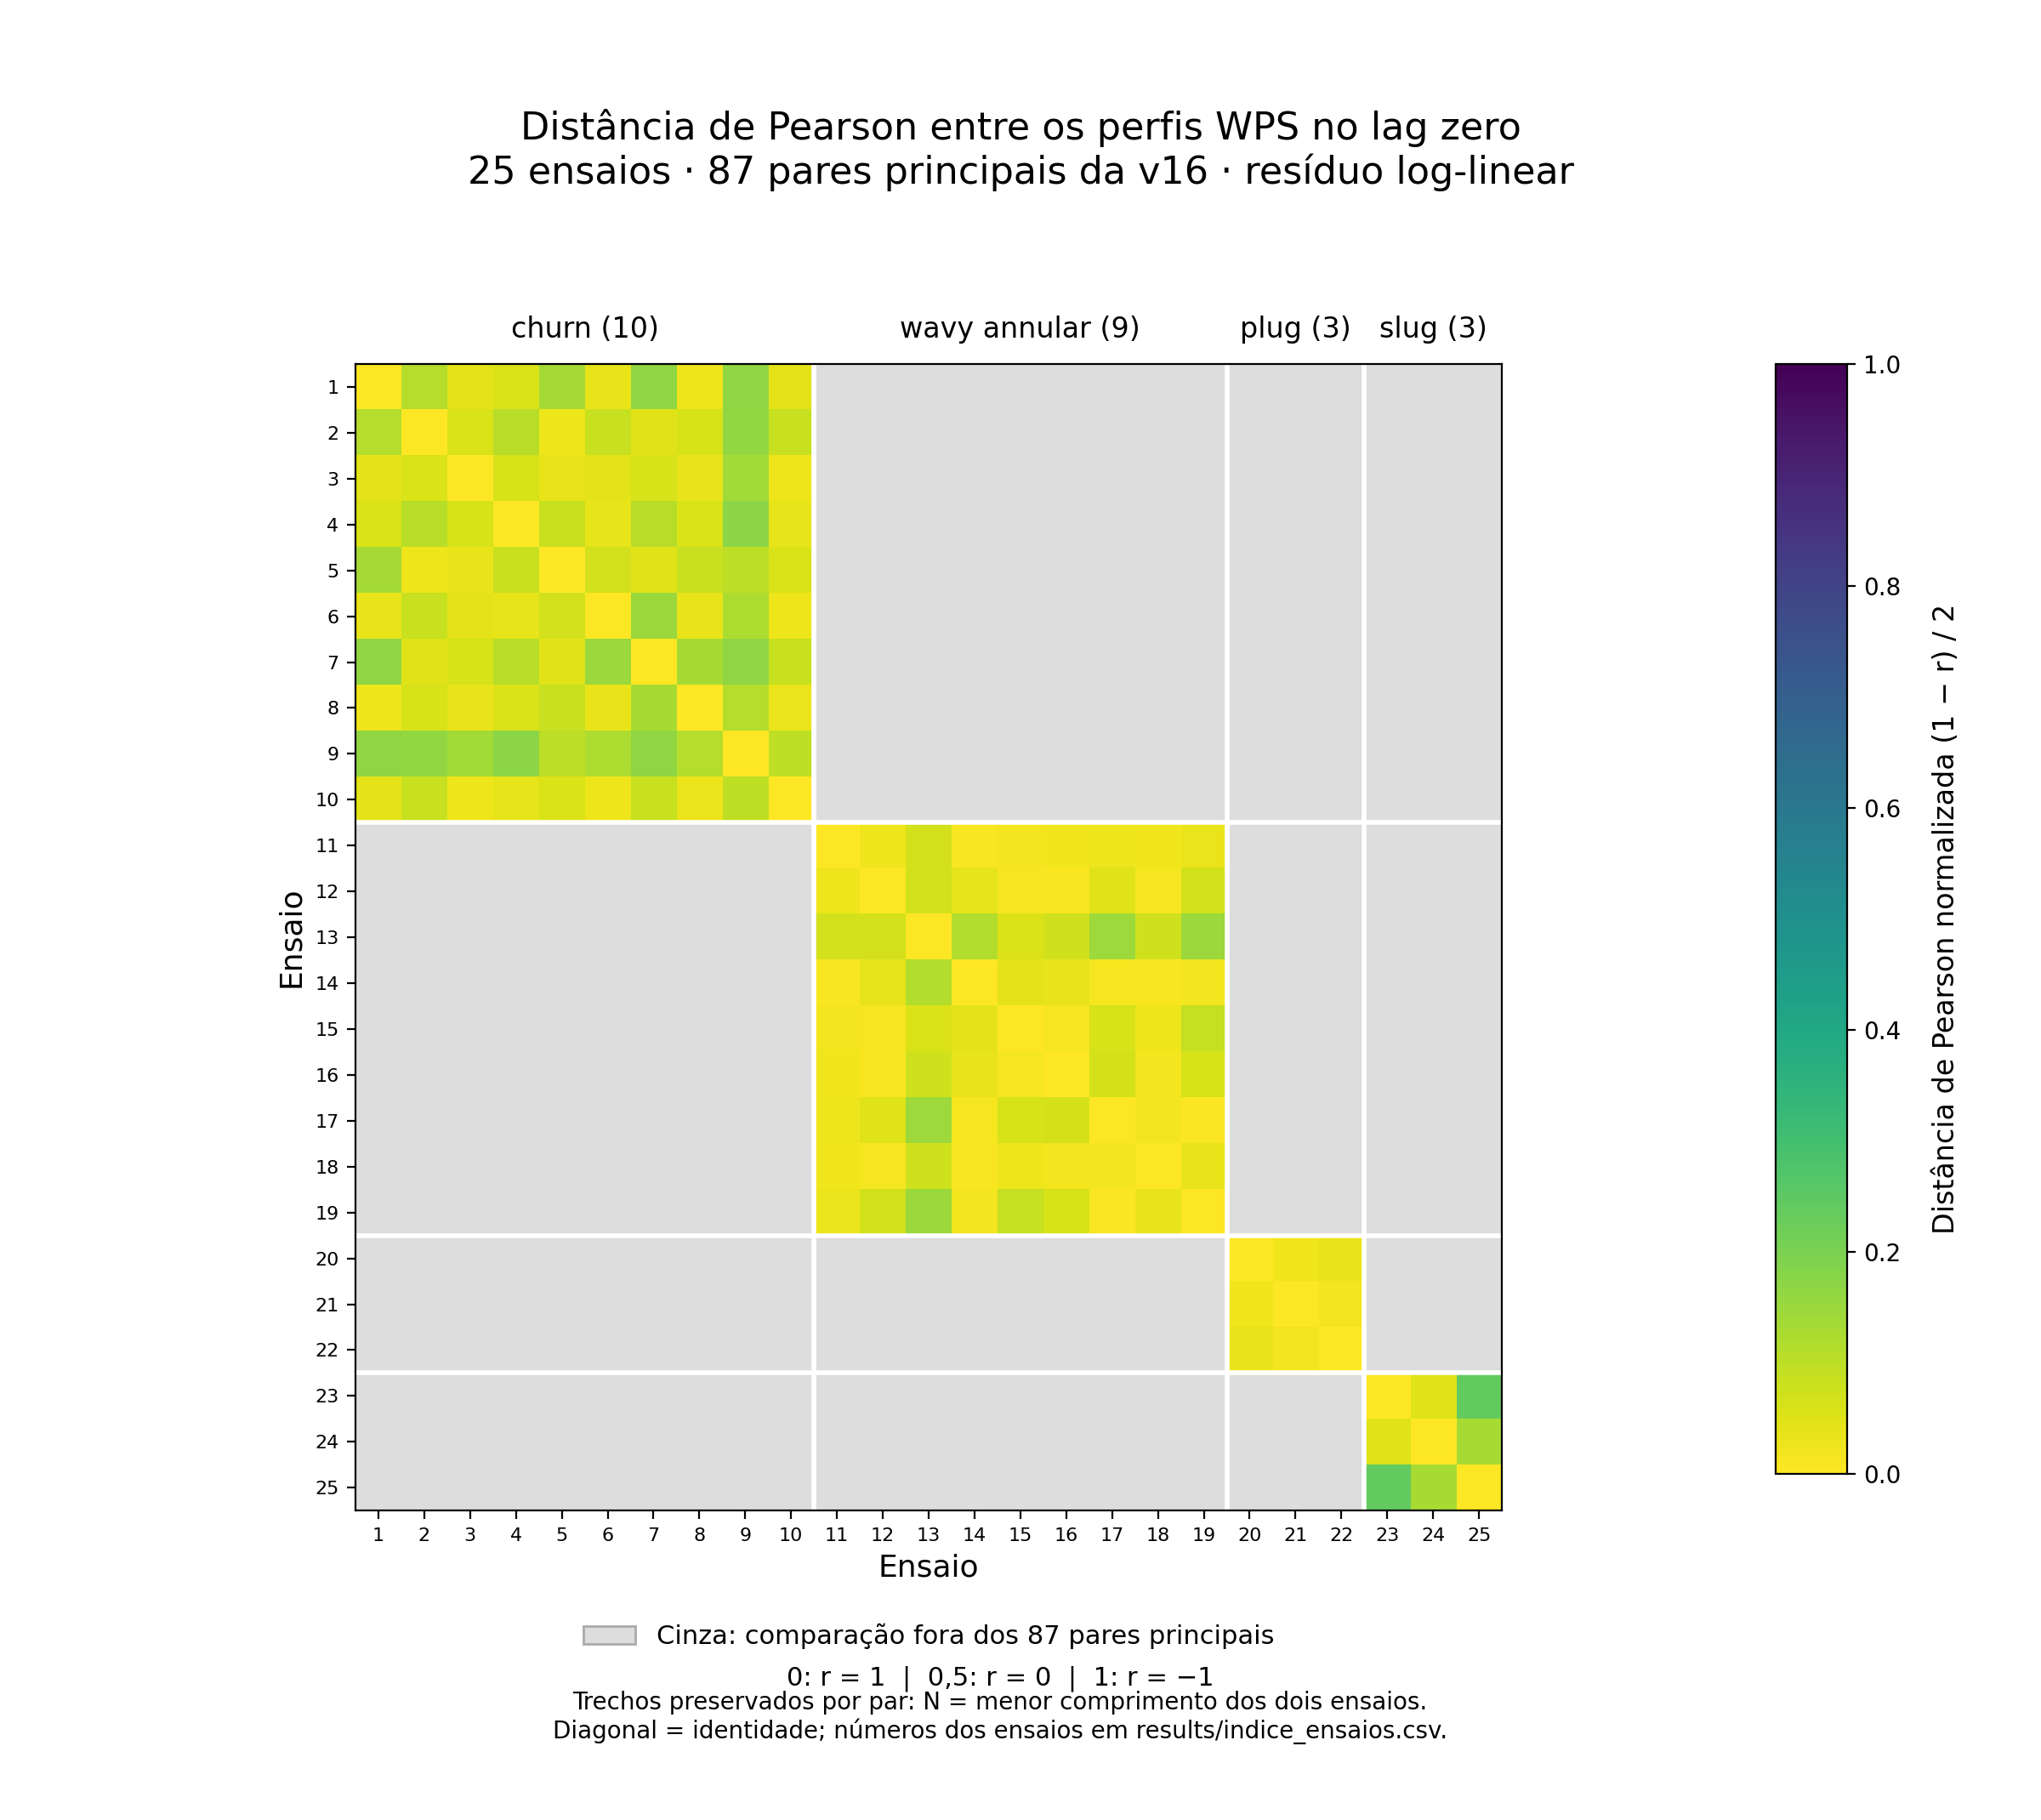 Distância de Pearson entre os perfis WPS no lag zero
25 ensaios · 87 pares principais da v16 · resíduo log-linear
churn (10)
wavy annular (9)
plug (3)
slug (3)
Ensaio
1
2
3
4
5
6
7
8
9
10
11
12
13
14
15
16
17
18
19
20
21
22
23
24
25
1 2 3 4 5 6 7 8 9 10 11 12 13 14 15 16 17 18 19 20 21 22 23 24 25
Ensaio
1.0
0.8
0.6
0.4
0.2
0.0
Distância de Pearson normalizada (1 − r) / 2
Cinza: comparação fora dos 87 pares principais
0: r = 1 | 0,5: r = 0 | 1: r = −1
Trechos preservados por par: N = menor comprimento dos dois ensaios.
Diagonal = identidade; números dos ensaios em results/indice_ensaios.csv.